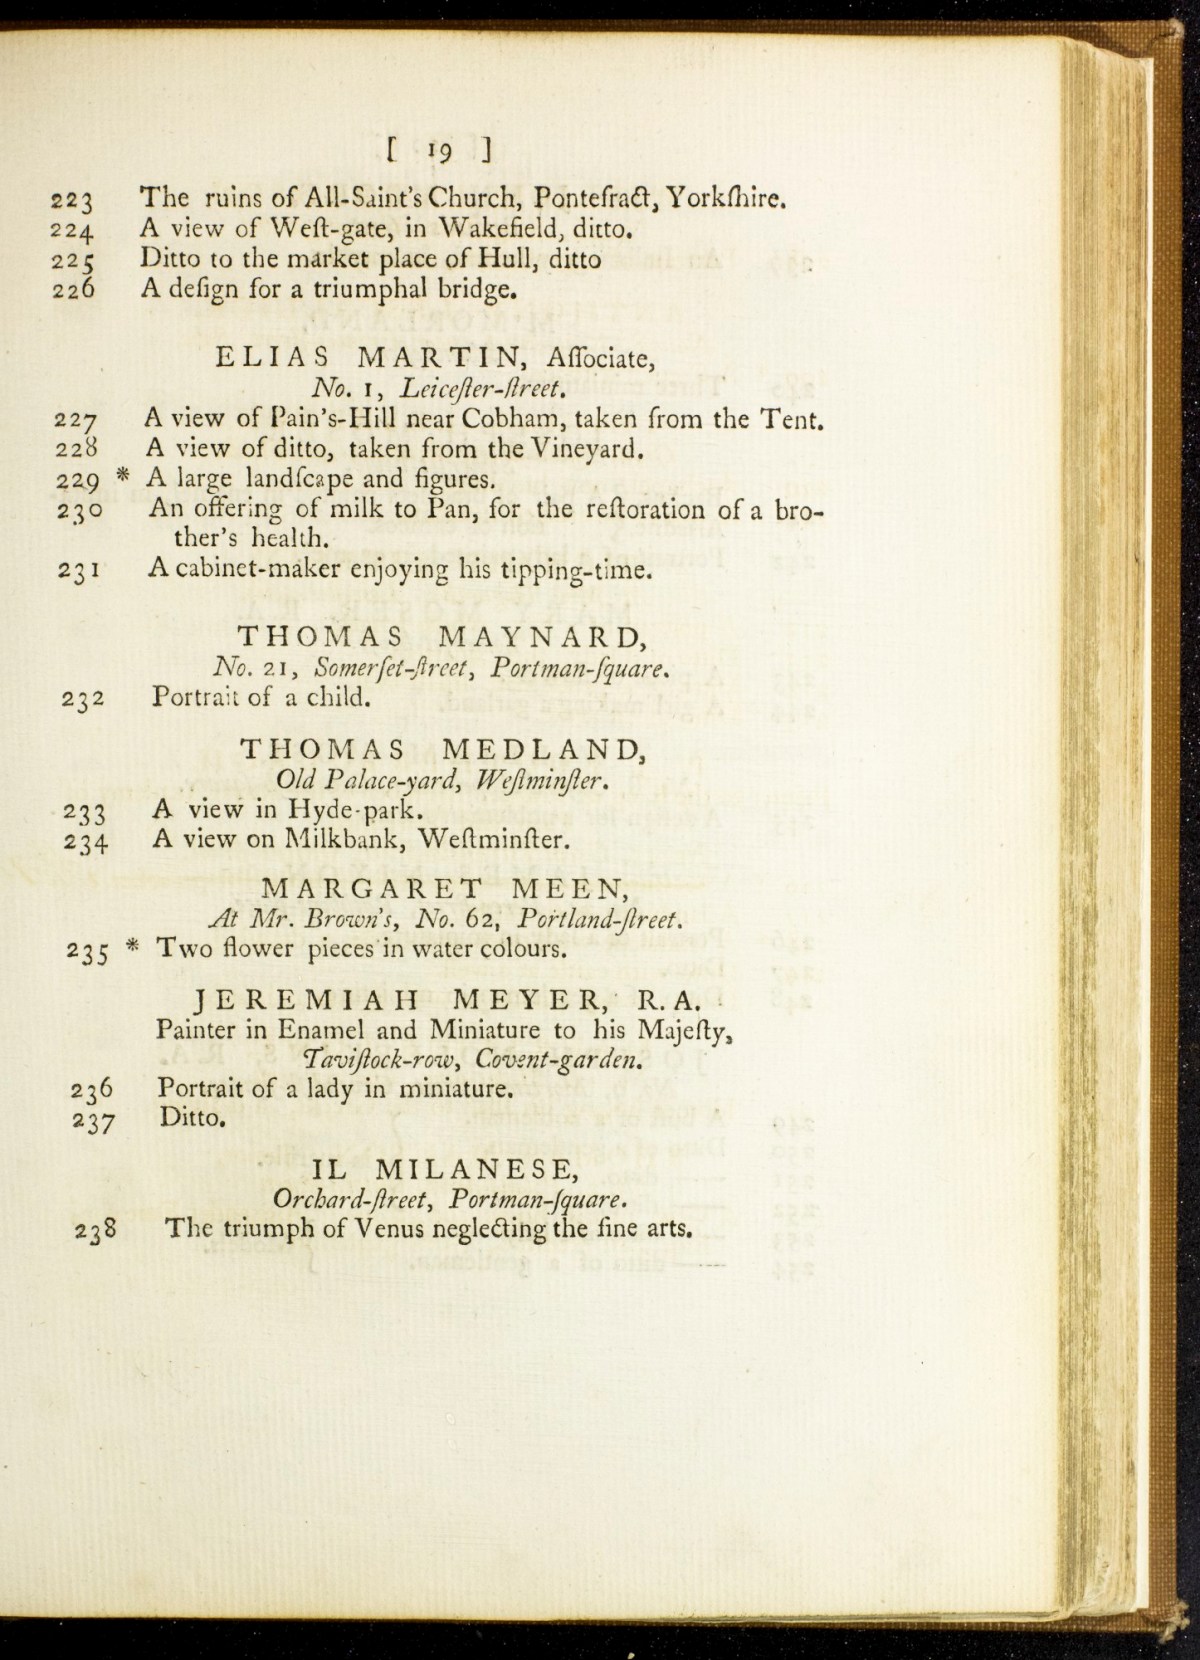 [ 19 ]
223 The ruins of All-Saint's Church, Pontefract, Yorkſhire.
224 A view of Weſt-gate, in Wakefield, ditto.
225 Ditto to the market place of Hull, ditto
226 A deſign for a triumphal bridge.
ELIAS MARTIN, Aſſociate,
No. 1, Leiceſter-ſtreet.
227 A view of Pain's-Hill near Cobham, taken from the Tent.
228 A view of ditto, taken from the Vineyard.
229 * A large landſcape and figures.
230 An offering of milk to Pan, for the reſtoration of a bro-
ther's health.
231 A cabinet-maker enjoying his tipping-time.
THOMAS MAYNARD,
No. 21, Somerſet-ſtreet, Portman-ſquare.
232 Portrait of a child.
THOMAS MEDLAND,
Old Palace-yard, Weſtminſter.
233 A view in Hyde-park.
234 A view on Milkbank, Weſtminſter.
MARGARET MEEN,
At Mr. Brown's, No. 62, Portland-ſtreet.
235 * Two flower pieces in water colours.
JEREMIAH MEYER, R.A.
Painter in Enamel and Miniature to his Majeſty,
Taviſtock-row, Covent-garden.
236 Portrait of a lady in miniature.
237 Ditto.
IL MILANESE,
Orchard-ſtreet, Portman-ſquare.
238 The triumph of Venus neglecting the fine arts.